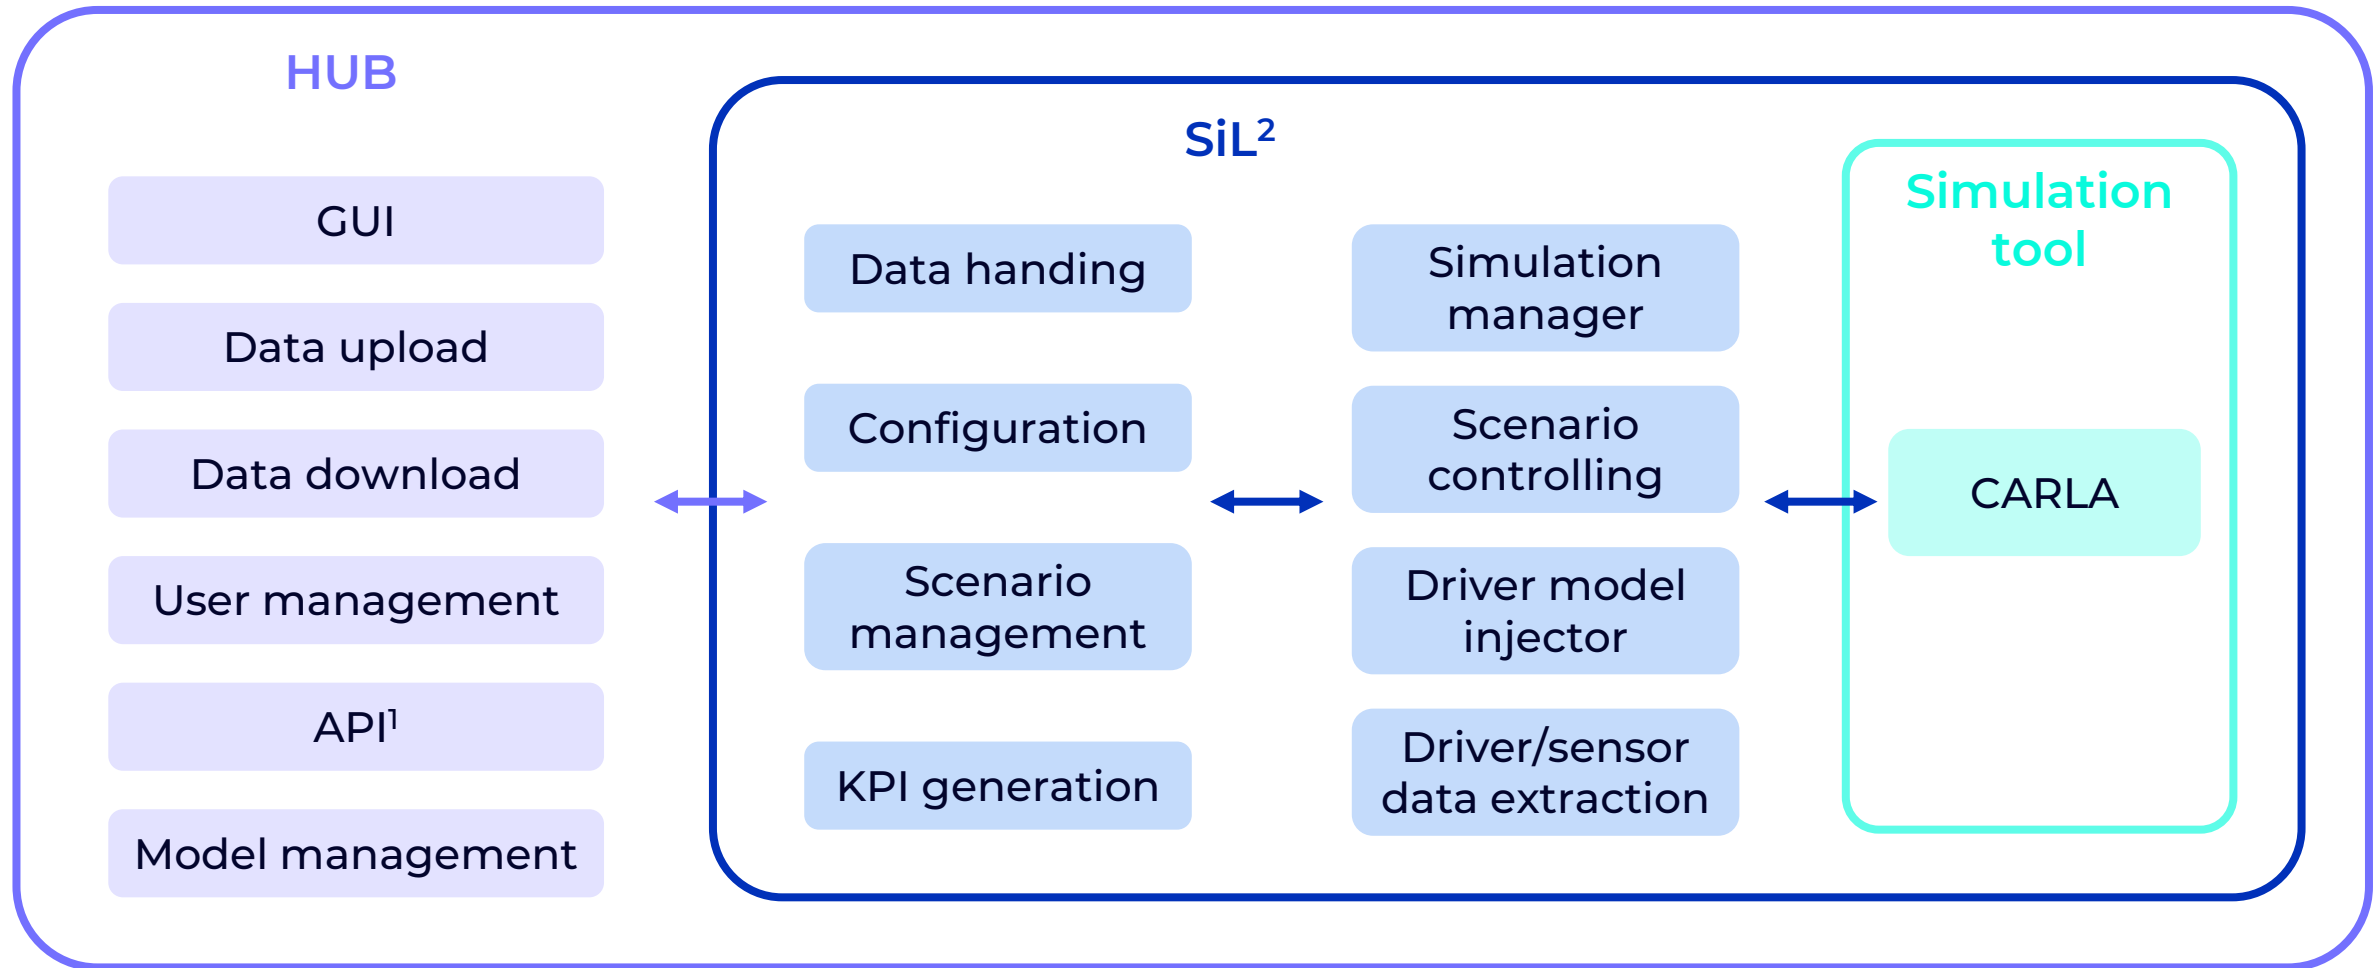 HUB
GUI
Data upload
Data download
User management
API¹
Model management
SiL²
Data handing
Configuration
Scenario
management
KPI generation
Simulation
manager
Scenario
controlling
Driver model
injector
Driver/sensor
data extraction
Simulation
tool
CARLA